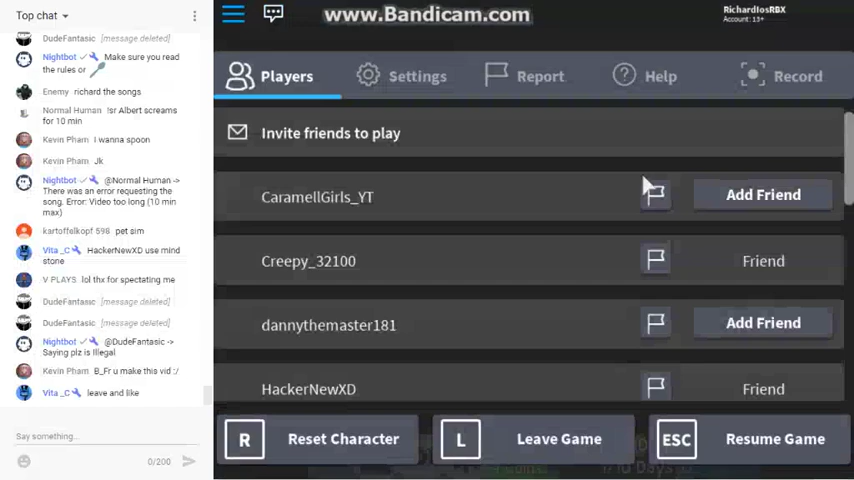 Top chat
DudeFantasic [message deleted]
Nightbot Make sure you read
the rules or
Enemy richard the songs
Normal Human !sr Albert screams
for 10 min
Kevin Pham I wanna spoon
Kevin Pham Jk
Nightbot @Normal Human ->
There was an error requesting the
song. Error: Video too long (10 min
max)
kartoffelkopf 598 pet sim
Vita _C HackerNewXD use mind
stone
V PLAYS lol thx for spectating me
DudeFantasic [message deleted]
DudeFantasic [message deleted]
Nightbot @DudeFantasic ->
Saying plz is Illegal
Kevin Pham B_Fr u make this vid :/
Vita _C leave and like
Say something...
0/200
www.Bandicam.com
RichardIosRBX
Account: 13+
Players Settings Report Help Record
Invite friends to play
CaramellGirls_YT Add Friend
Creepy_32100 Friend
dannythemaster181 Add Friend
HackerNewXD Friend
R Reset Character L Leave Game ESC Resume Game